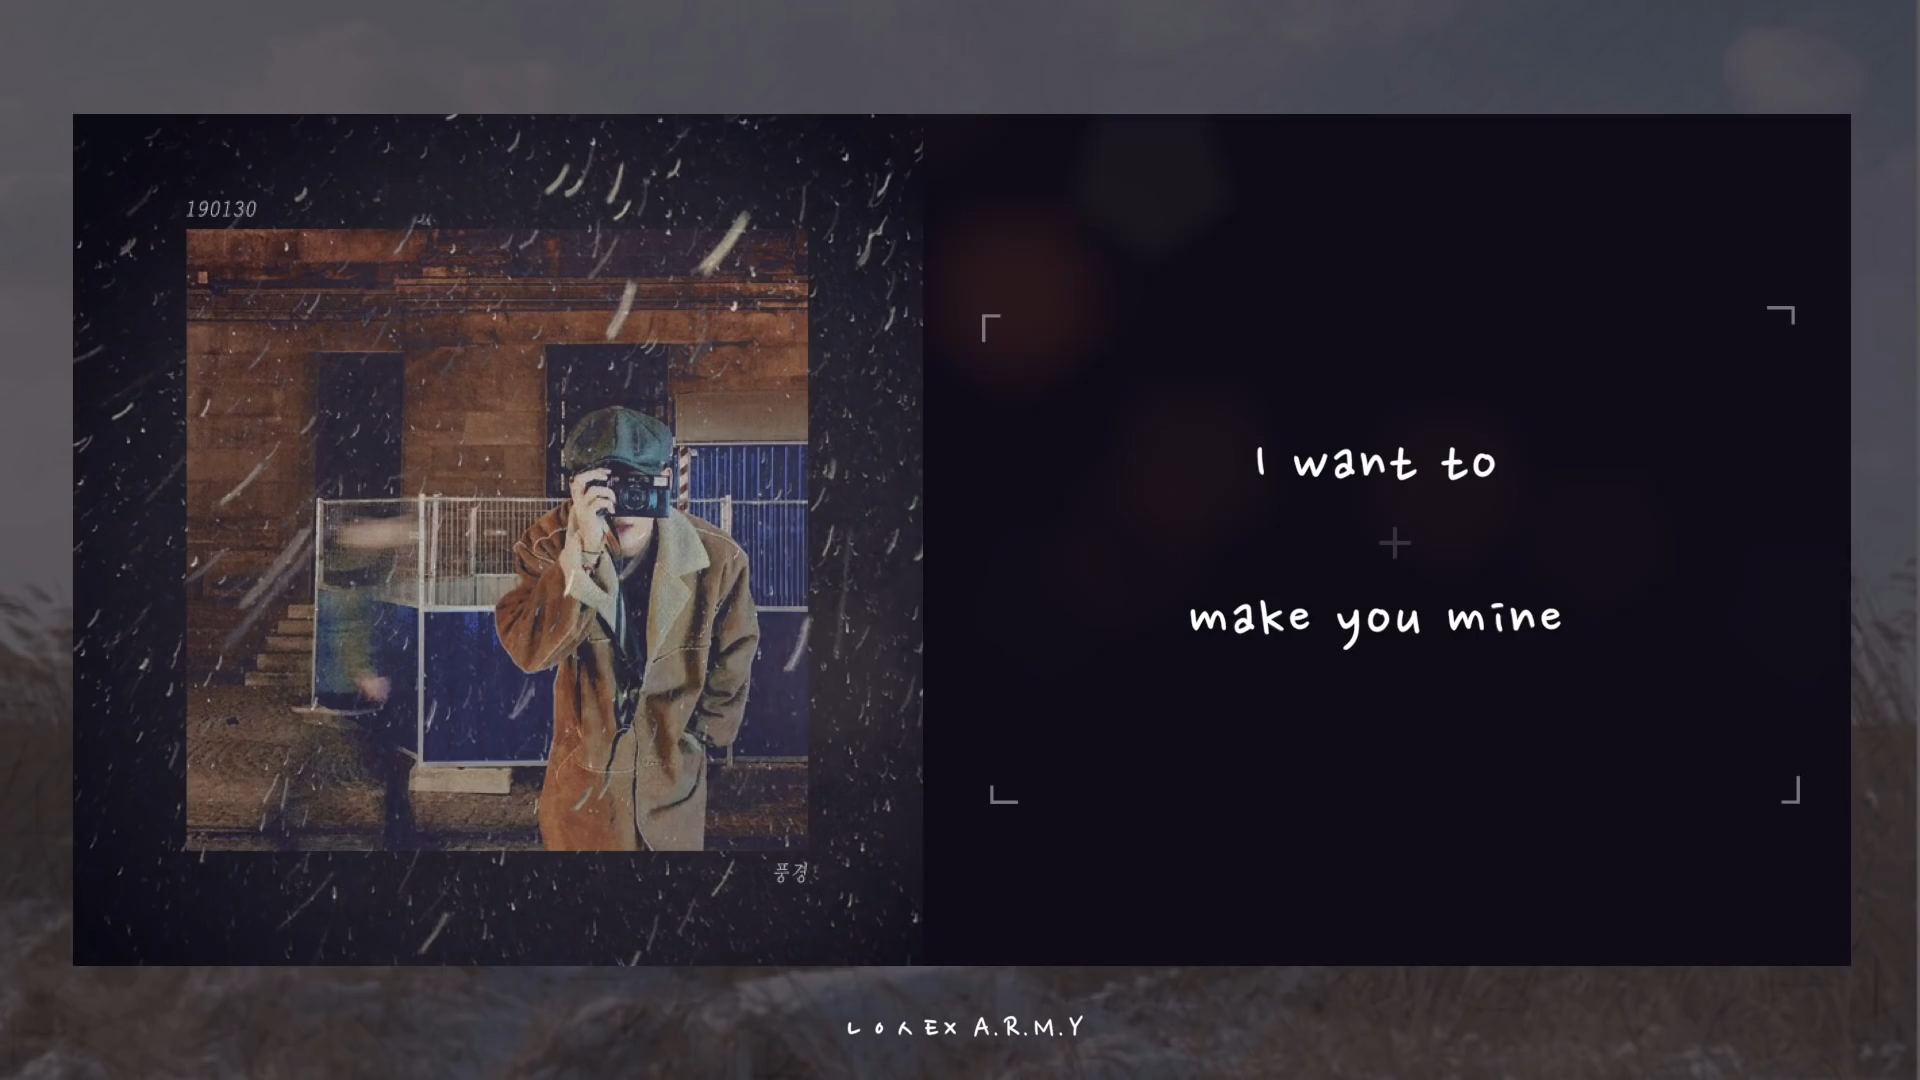 190130
I want to
make you mine
풍경
ㄴㅇㅅEX A.R.M.Y